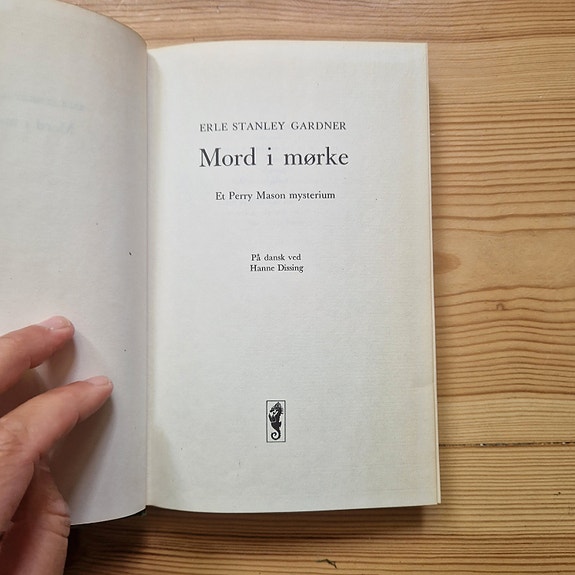 ERLE STANLEY GARDNER
Mord i mørke
Et Perry Mason mysterium
På dansk ved
Hanne Dissing